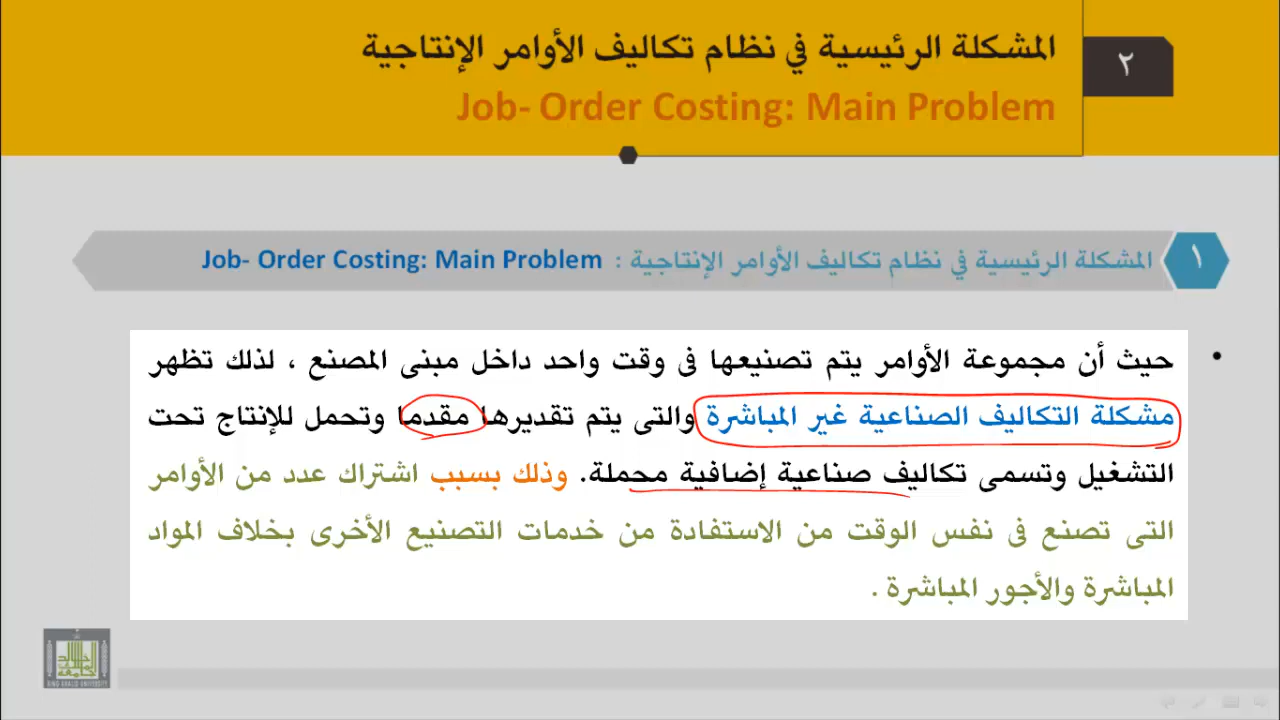 المشكلة الرئيسية في نظام تكاليف الأوامر الإنتاجية
٢
Job- Order Costing: Main Problem
١
المشكلة الرئيسية في نظام تكاليف الأوامر الإنتاجية : Job- Order Costing: Main Problem
• حيث أن مجموعة الأوامر يتم تصنيعها فى وقت واحد داخل مبنى المصنع ، لذلك تظهر
مشكلة التكاليف الصناعية غير المباشرة والتى يتم تقديرها مقدما وتحمل للإنتاج تحت
التشغيل وتسمى تكاليف صناعية إضافية محملة. وذلك بسبب اشتراك عدد من الأوامر
التى تصنع فى نفس الوقت من الاستفادة من خدمات التصنيع الأخرى بخلاف المواد
المباشرة والأجور المباشرة .
KING KHALID UNIVERSITY